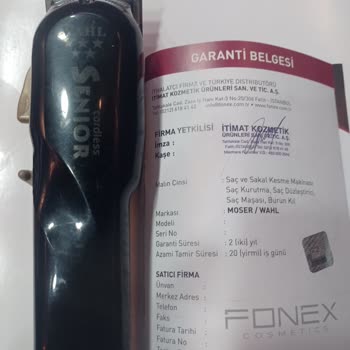 WAHL
SENIOR
cordless
GARANTİ BELGESİ
İTHALATÇI FİRMA VE TÜRKİYE DİSTRİBÜTÖRÜ
İTİMAT KOZMETİK ÜRÜNLERİ SAN. VE TİC. A.Ş.
FİRMA YETKİLİSİ
İmza :
Kaşe :
İTİMAT KOZMETİK
ÜRÜNLERİ SAN. VE TİC. A.Ş.
Malın Cinsi : Saç ve Sakal Kesme Makinası
Saç Kurutma, Saç Düzleştirici,
Saç Maşası, Burun Kıl
Markası : MOSER / WAHL
Modeli :
Seri No :
Garanti Süresi : 2 (iki) yıl
Azami Tamir Süresi : 20 (yirmi) iş günü
SATICI FİRMA
Ünvan
Merkez Adresi
Telefon
Faks
Fatura Tarihi
Fatura No
FONEX
COSMETICS